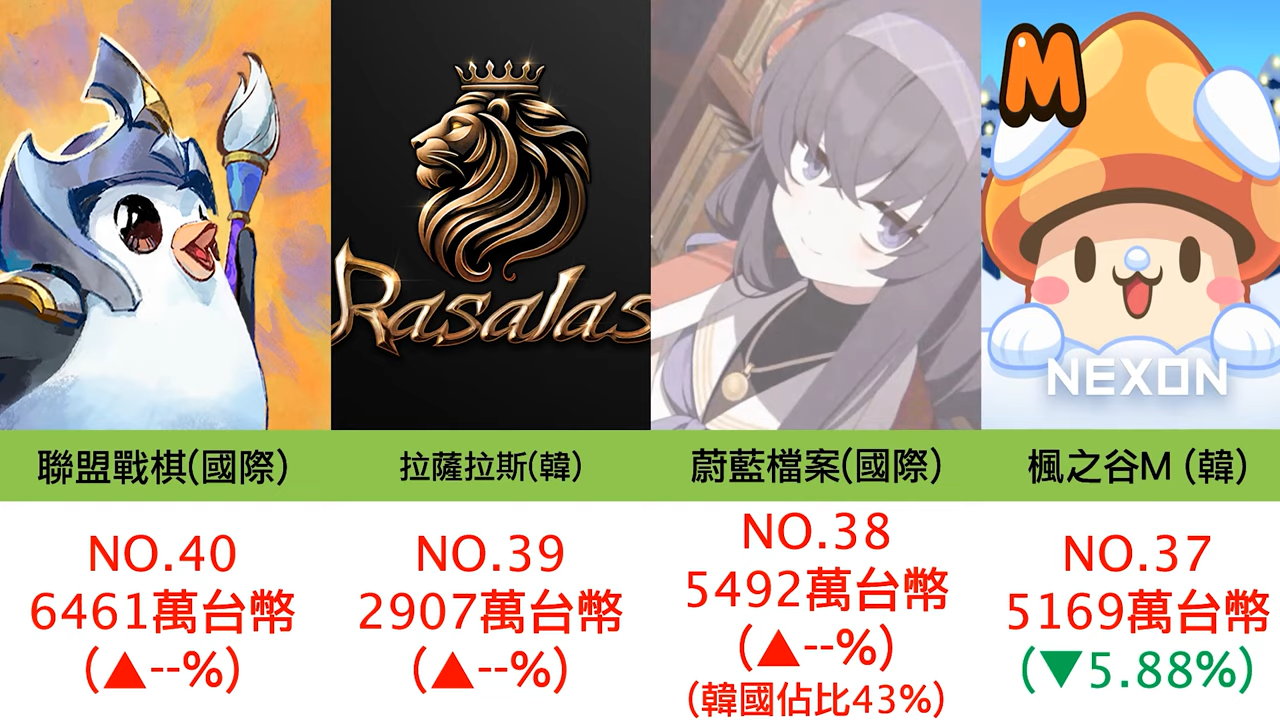 Rasalas
M
NEXON
聯盟戰棋(國際)
拉薩拉斯(韓)
蔚藍檔案(國際)
楓之谷M (韓)
NO.40
6461萬台幣
(▲--%)
NO.39
2907萬台幣
(▲--%)
NO.38
5492萬台幣
(▲--%)
(韓國佔比43%)
NO.37
5169萬台幣
(▼5.88%)